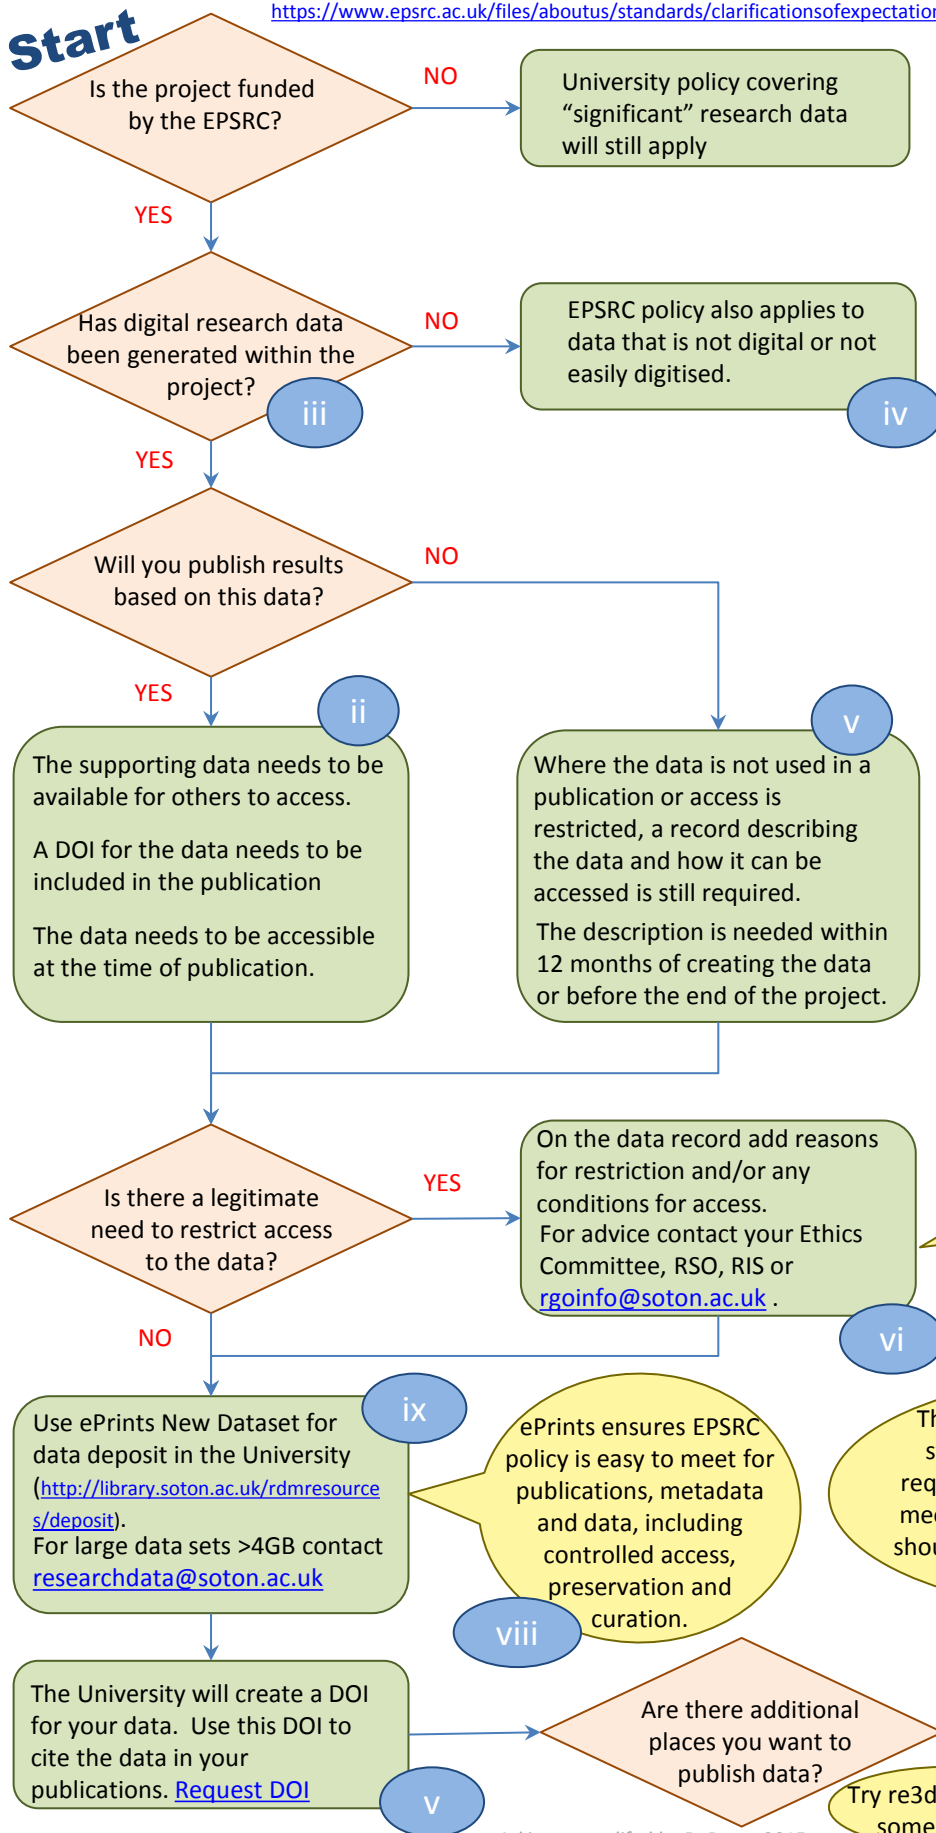 https://www.epsrc.ac.uk/files/aboutus/standards/clarificationsofexpectation
Start
Is the project funded
by the EPSRC?
NO
University policy covering
“significant” research data
will still apply
YES
Has digital research data
been generated within the
project?
iii
NO
EPSRC policy also applies to
data that is not digital or not
easily digitised.
iv
YES
Will you publish results
based on this data?
NO
YES
ii
The supporting data needs to be
available for others to access.
A DOI for the data needs to be
included in the publication
The data needs to be accessible
at the time of publication.
v
Where the data is not used in a
publication or access is
restricted, a record describing
the data and how it can be
accessed is still required.
The description is needed within
12 months of creating the data
or before the end of the project.
Is there a legitimate
need to restrict access
to the data?
YES
On the data record add reasons
for restriction and/or any
conditions for access.
For advice contact your Ethics
Committee, RSO, RIS or
rgoinfo@soton.ac.uk .
vi
NO
ix
Use ePrints New Dataset for
data deposit in the University
(http://library.soton.ac.uk/rdmresource
s/deposit).
For large data sets >4GB contact
researchdata@soton.ac.uk
ePrints ensures EPSRC
policy is easy to meet for
publications, metadata
and data, including
controlled access,
preservation and
curation.
viii
Th
s
req
mee
shou
The University will create a DOI
for your data. Use this DOI to
cite the data in your
publications. Request DOI
v
Are there additional
places you want to
publish data?
Try re3d
some